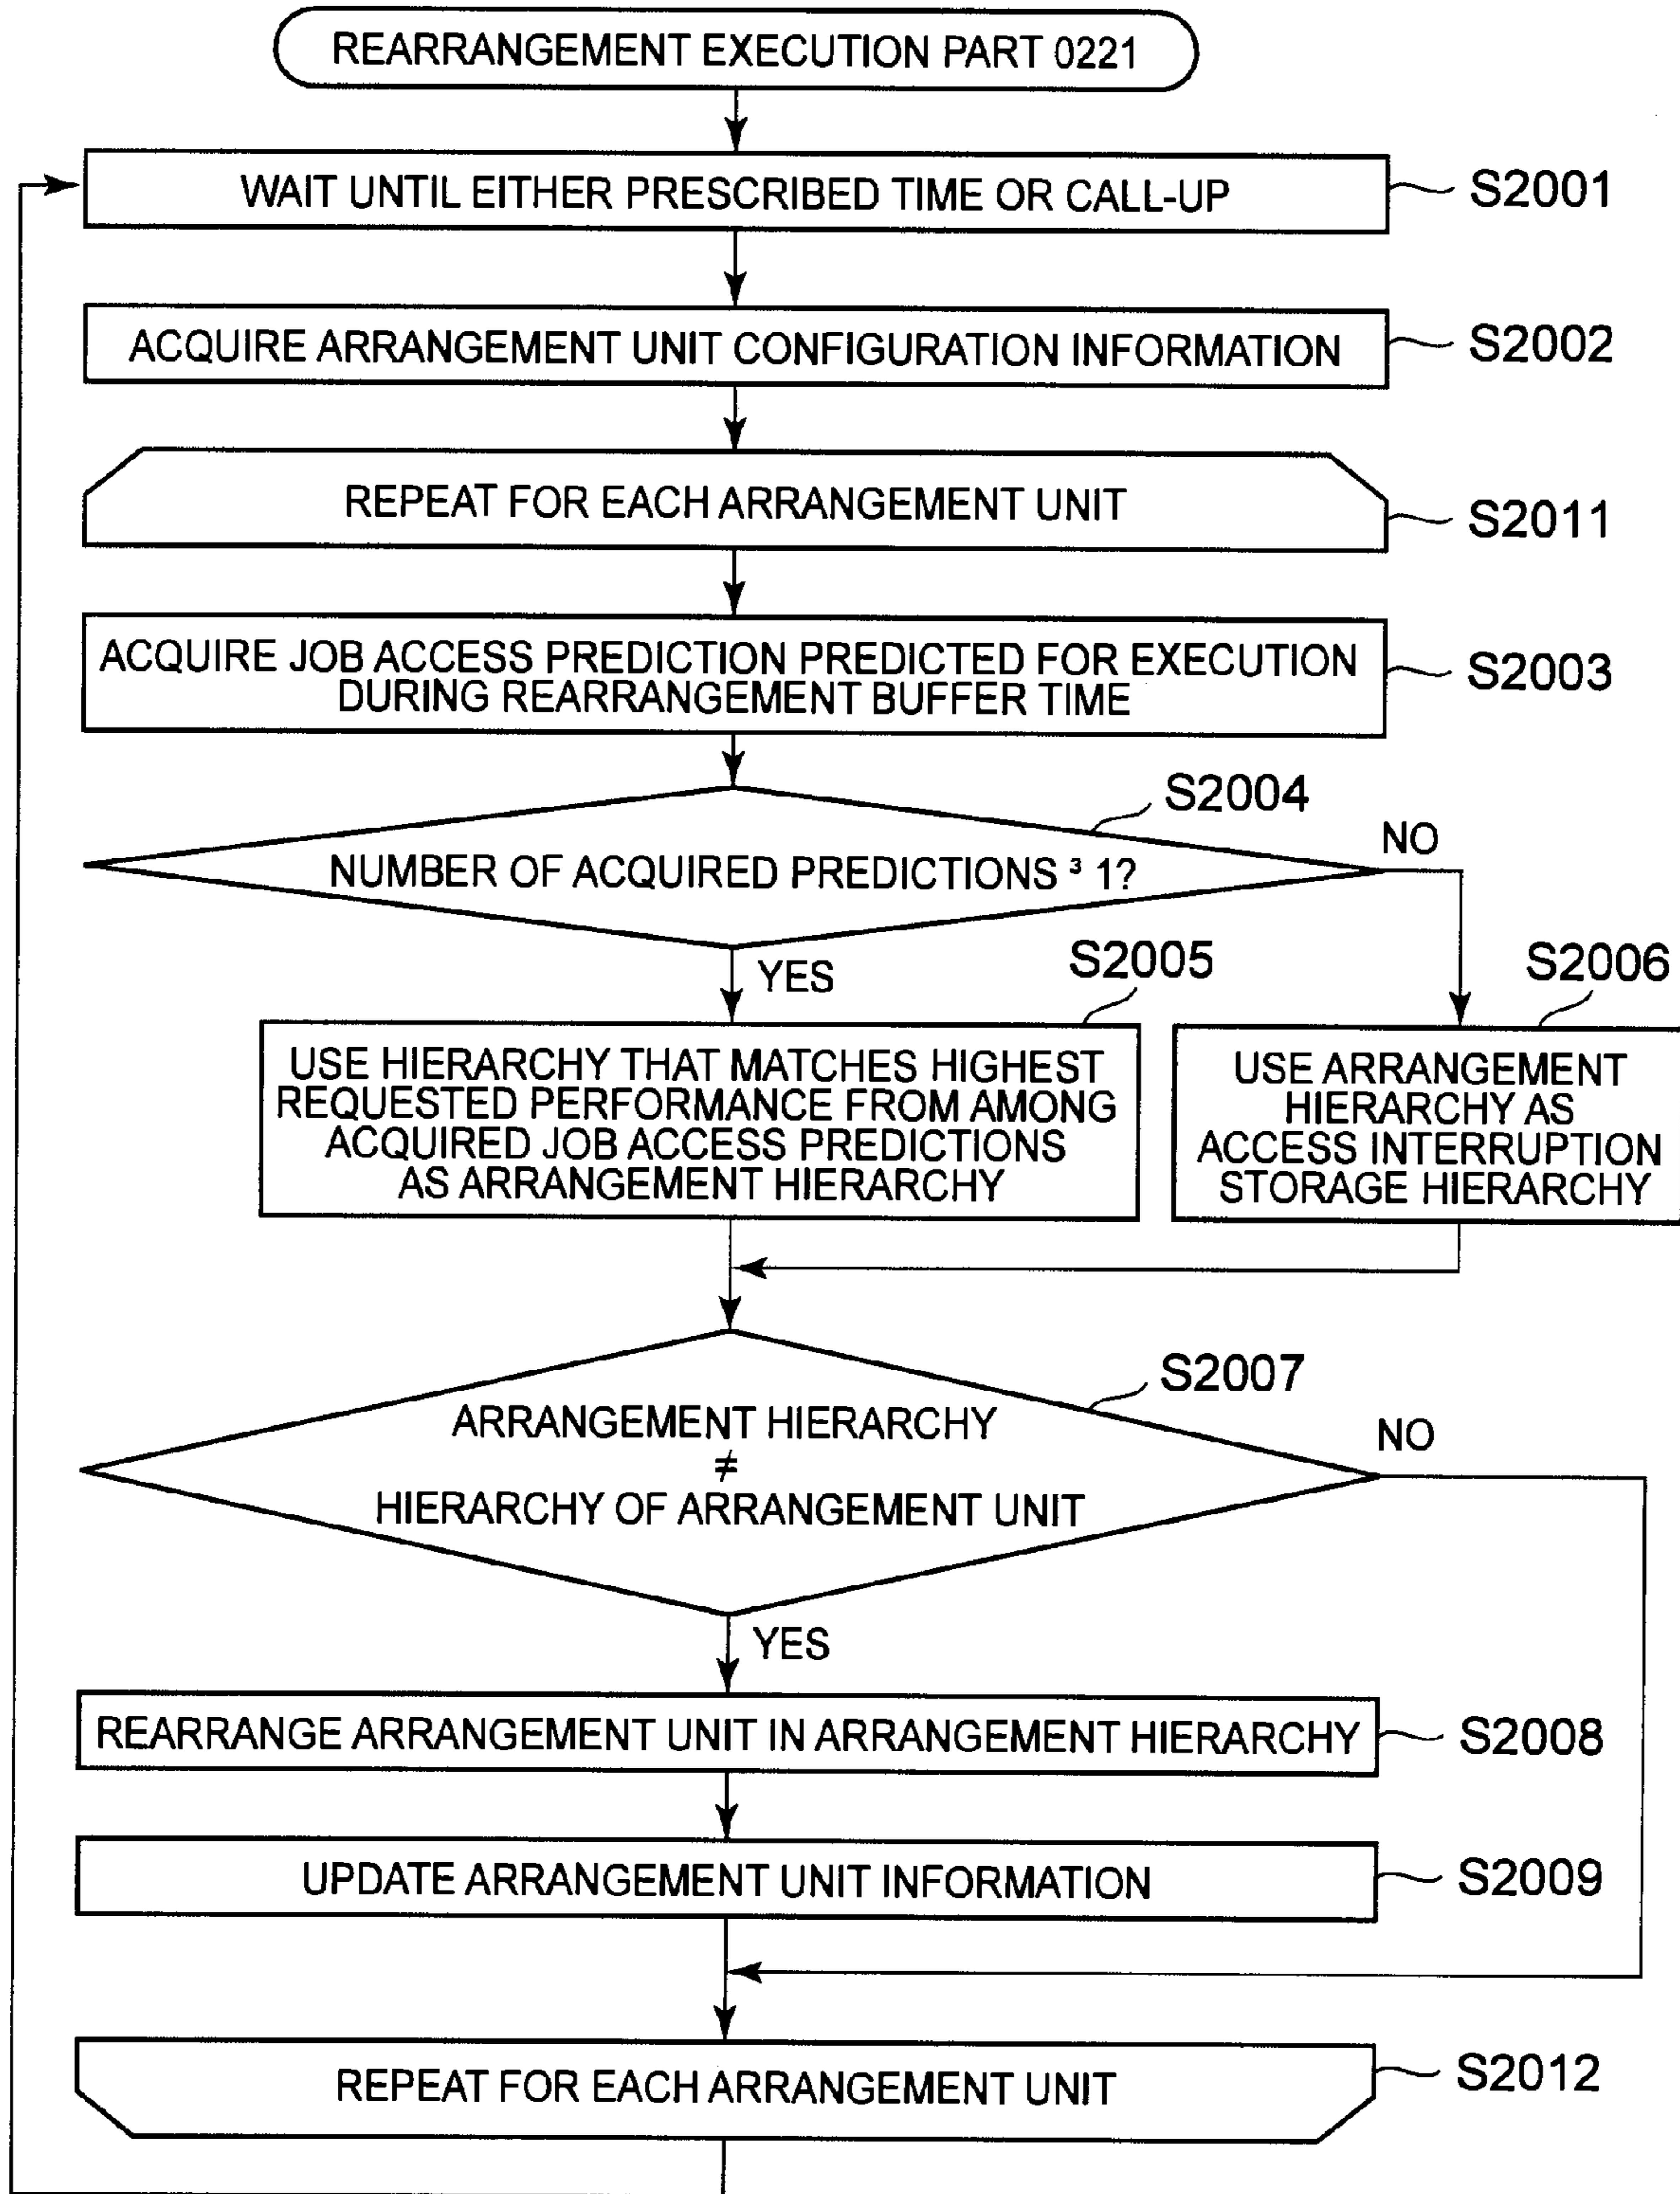 REARRANGEMENT EXECUTION PART 0221
WAIT UNTIL EITHER PRESCRIBED TIME OR CALL-UP
S2001
ACQUIRE ARRANGEMENT UNIT CONFIGURATION INFORMATION
S2002
REPEAT FOR EACH ARRANGEMENT UNIT
S2011
ACQUIRE JOB ACCESS PREDICTION PREDICTED FOR EXECUTION
DURING REARRANGEMENT BUFFER TIME
S2003
S2004
NUMBER OF ACQUIRED PREDICTIONS ³ 1?
NO
YES
S2005
S2006
USE HIERARCHY THAT MATCHES HIGHEST
REQUESTED PERFORMANCE FROM AMONG
ACQUIRED JOB ACCESS PREDICTIONS
AS ARRANGEMENT HIERARCHY
USE ARRANGEMENT
HIERARCHY AS
ACCESS INTERRUPTION
STORAGE HIERARCHY
S2007
ARRANGEMENT HIERARCHY
≠
HIERARCHY OF ARRANGEMENT UNIT
NO
YES
REARRANGE ARRANGEMENT UNIT IN ARRANGEMENT HIERARCHY
S2008
UPDATE ARRANGEMENT UNIT INFORMATION
S2009
REPEAT FOR EACH ARRANGEMENT UNIT
S2012